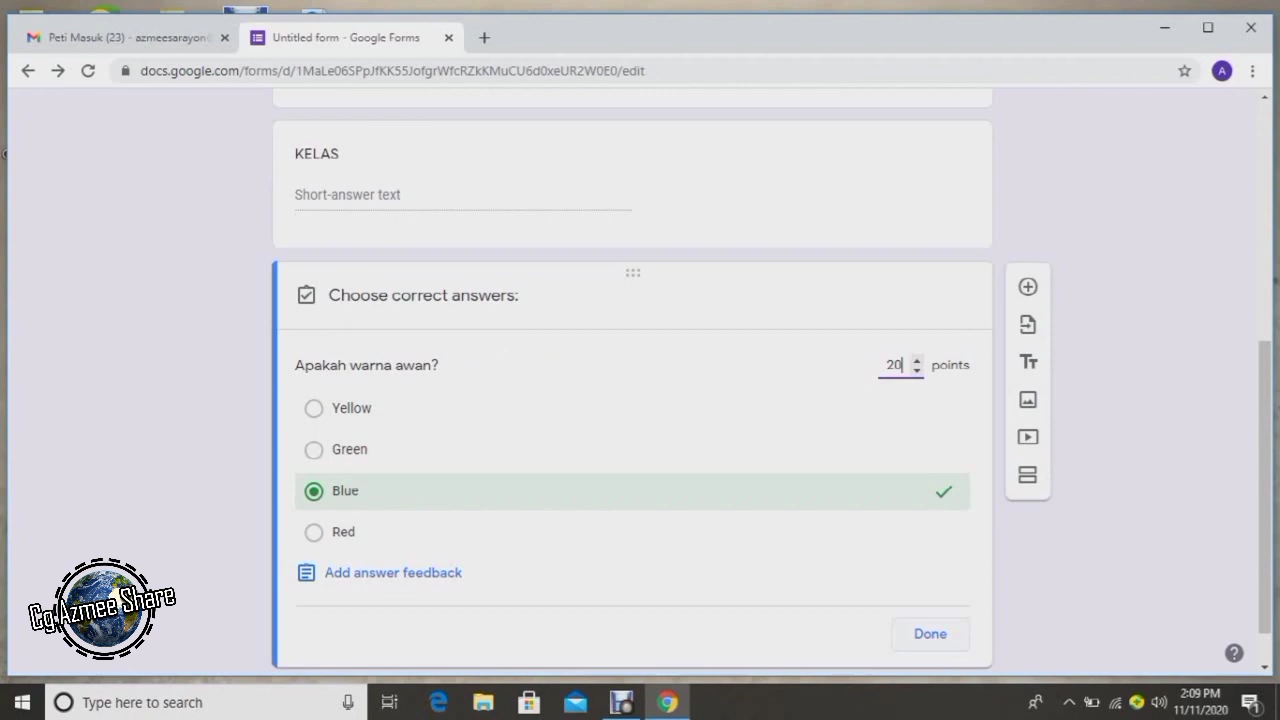 Peti Masuk (23) - azmeesarayon
Untitled form - Google Forms
docs.google.com/forms/d/1MaLe06SPpJfKK55JofgrWfcRZkKMuCU6d0xeUR2W0E0/edit
A
KELAS
Short-answer text
Choose correct answers:
Apakah warna awan?
20 points
Yellow
Green
Blue
Red
Add answer feedback
Done
Cg Azmee Share
Type here to search
2:09 PM
11/11/2020
1